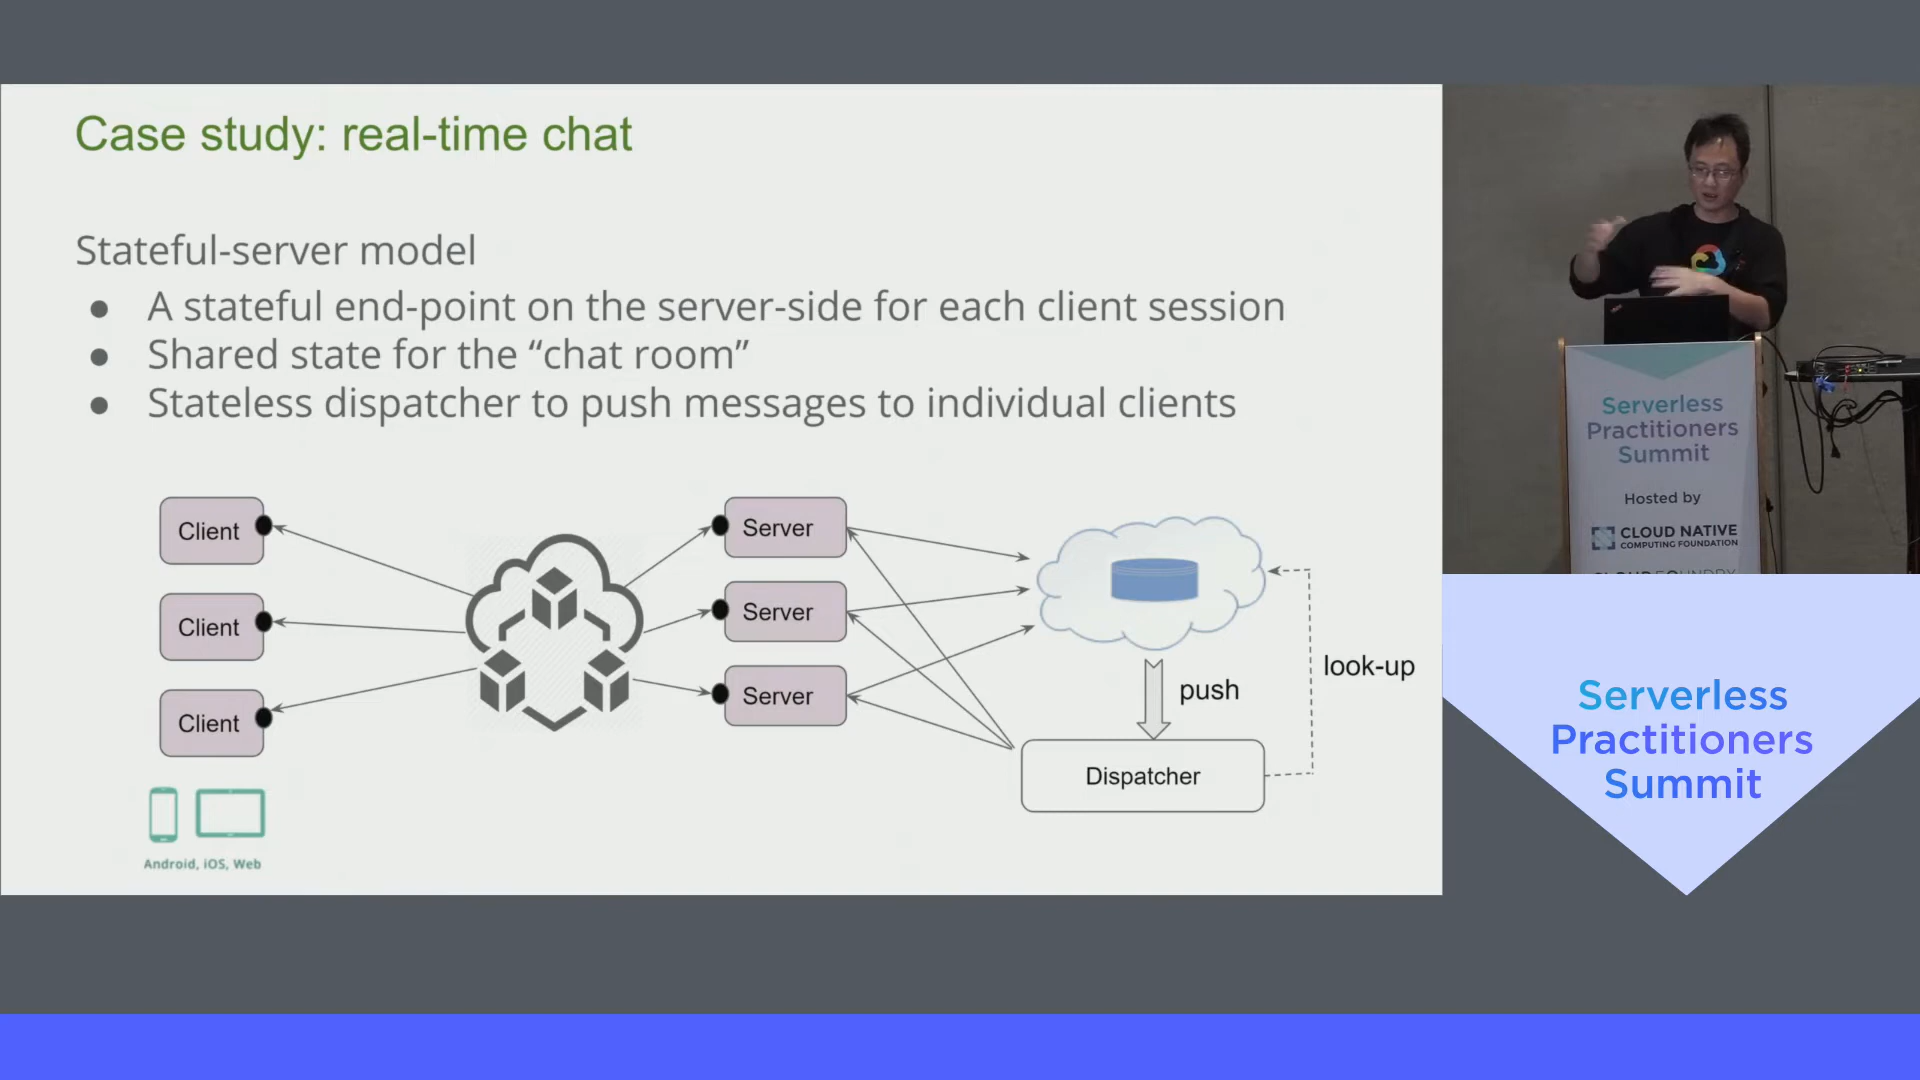 Case study: real-time chat
Stateful-server model
● A stateful end-point on the server-side for each client session
● Shared state for the “chat room”
● Stateless dispatcher to push messages to individual clients
Client
Client
Client
Server
Server
Server
push
look-up
Dispatcher
Android, iOS, Web
Serverless
Practitioners
Summit
Hosted by
CLOUD NATIVE
COMPUTING FOUNDATION
CLOUD FOUNDRY
Serverless
Practitioners
Summit